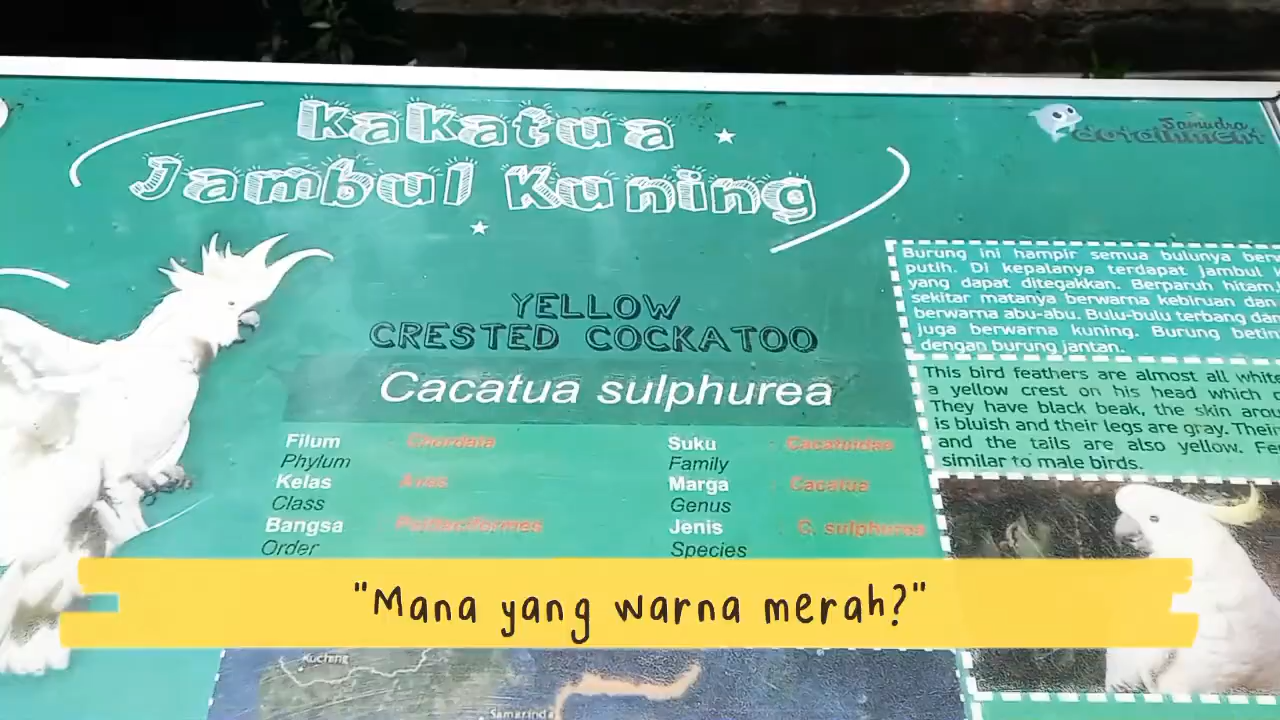 Kakatua
Jambul Kuning
Samudra
YELLOW
CRESTED COCKATOO
Cacatua sulphurea
Burung ini hampir semua bulunya
putih. Di kepalanya terdapat jambul
yang dapat ditegakkan. Berparuh hitam,
sekitar matanya berwarna kebiruan dan
berwarna abu-abu. Bulu-bulu terbang dan
juga berwarna kuning. Burung
dengan burung jantan.
This bird feathers are almost all white
a yellow crest on his head which
They have black beak, the skin
is bluish and their legs are gray. Their
and the tails are also yellow.
similar to male birds.
Filum Chordata
Phylum
Kelas Aves
Class
Bangsa Psittaciformes
Order
Suku Cacatuidae
Family
Marga Cacatua
Genus
Jenis C. sulphurea
Species
"Mana yang warna merah?"
Kuching
Samarinda